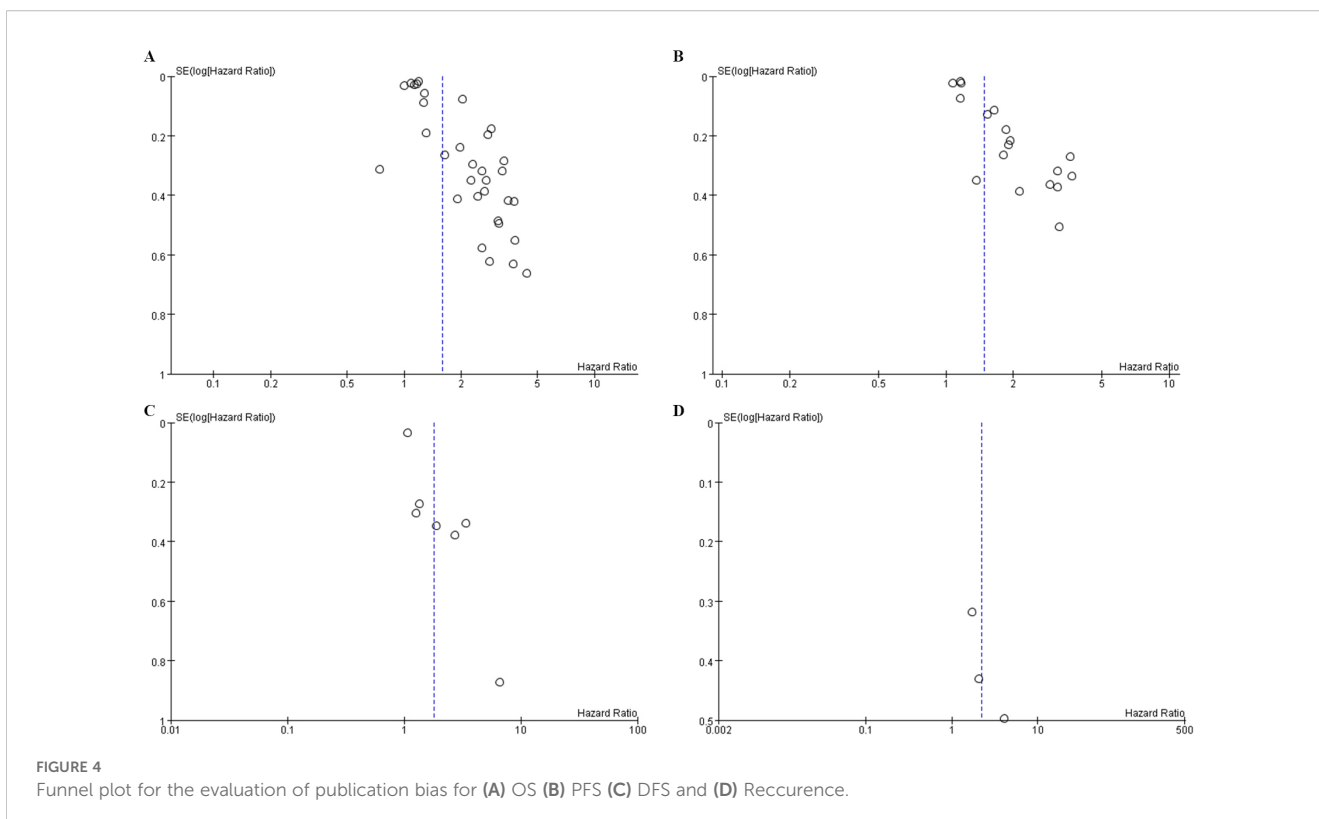 A
SE(log[Hazard Ratio])
0
0.2
0.4
0.6
0.8
1
Hazard Ratio
0.1 0.2 0.5 1 2 5 10
B
SE(log[Hazard Ratio])
0
0.2
0.4
0.6
0.8
1
Hazard Ratio
0.1 0.2 0.5 1 2 5 10
C
SE(log[Hazard Ratio])
0
0.2
0.4
0.6
0.8
1
Hazard Ratio
0.01 0.1 1 10 100
D
SE(log[Hazard Ratio])
0
0.1
0.2
0.3
0.4
0.5
Hazard Ratio
0.002 0.1 1 10 500
FIGURE 4
Funnel plot for the evaluation of publication bias for (A) OS (B) PFS (C) DFS and (D) Reccurence.